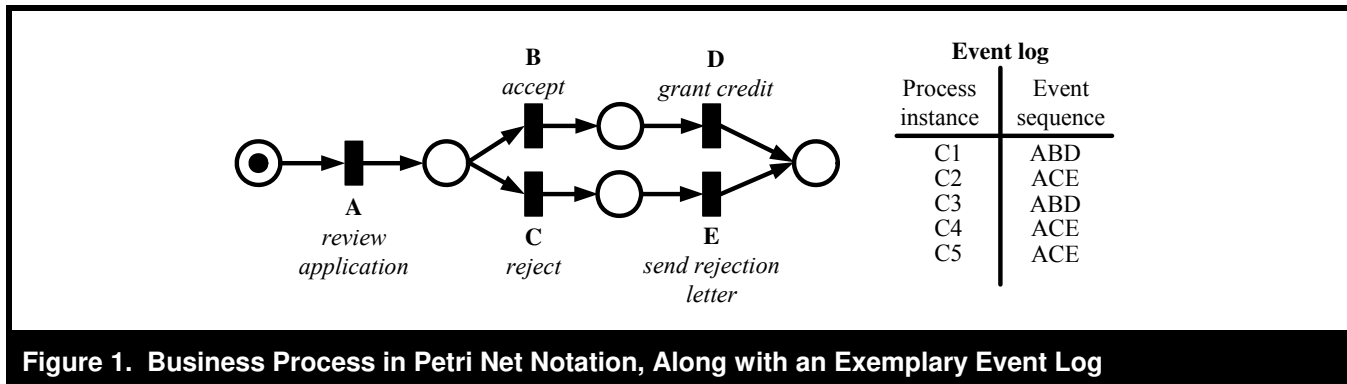 B
accept
D
grant credit
A
review
application
C
reject
E
send rejection
letter
Event log
Process instance
Event sequence
C1 ABD
C2 ACE
C3 ABD
C4 ACE
C5 ACE
Figure 1. Business Process in Petri Net Notation, Along with an Exemplary Event Log